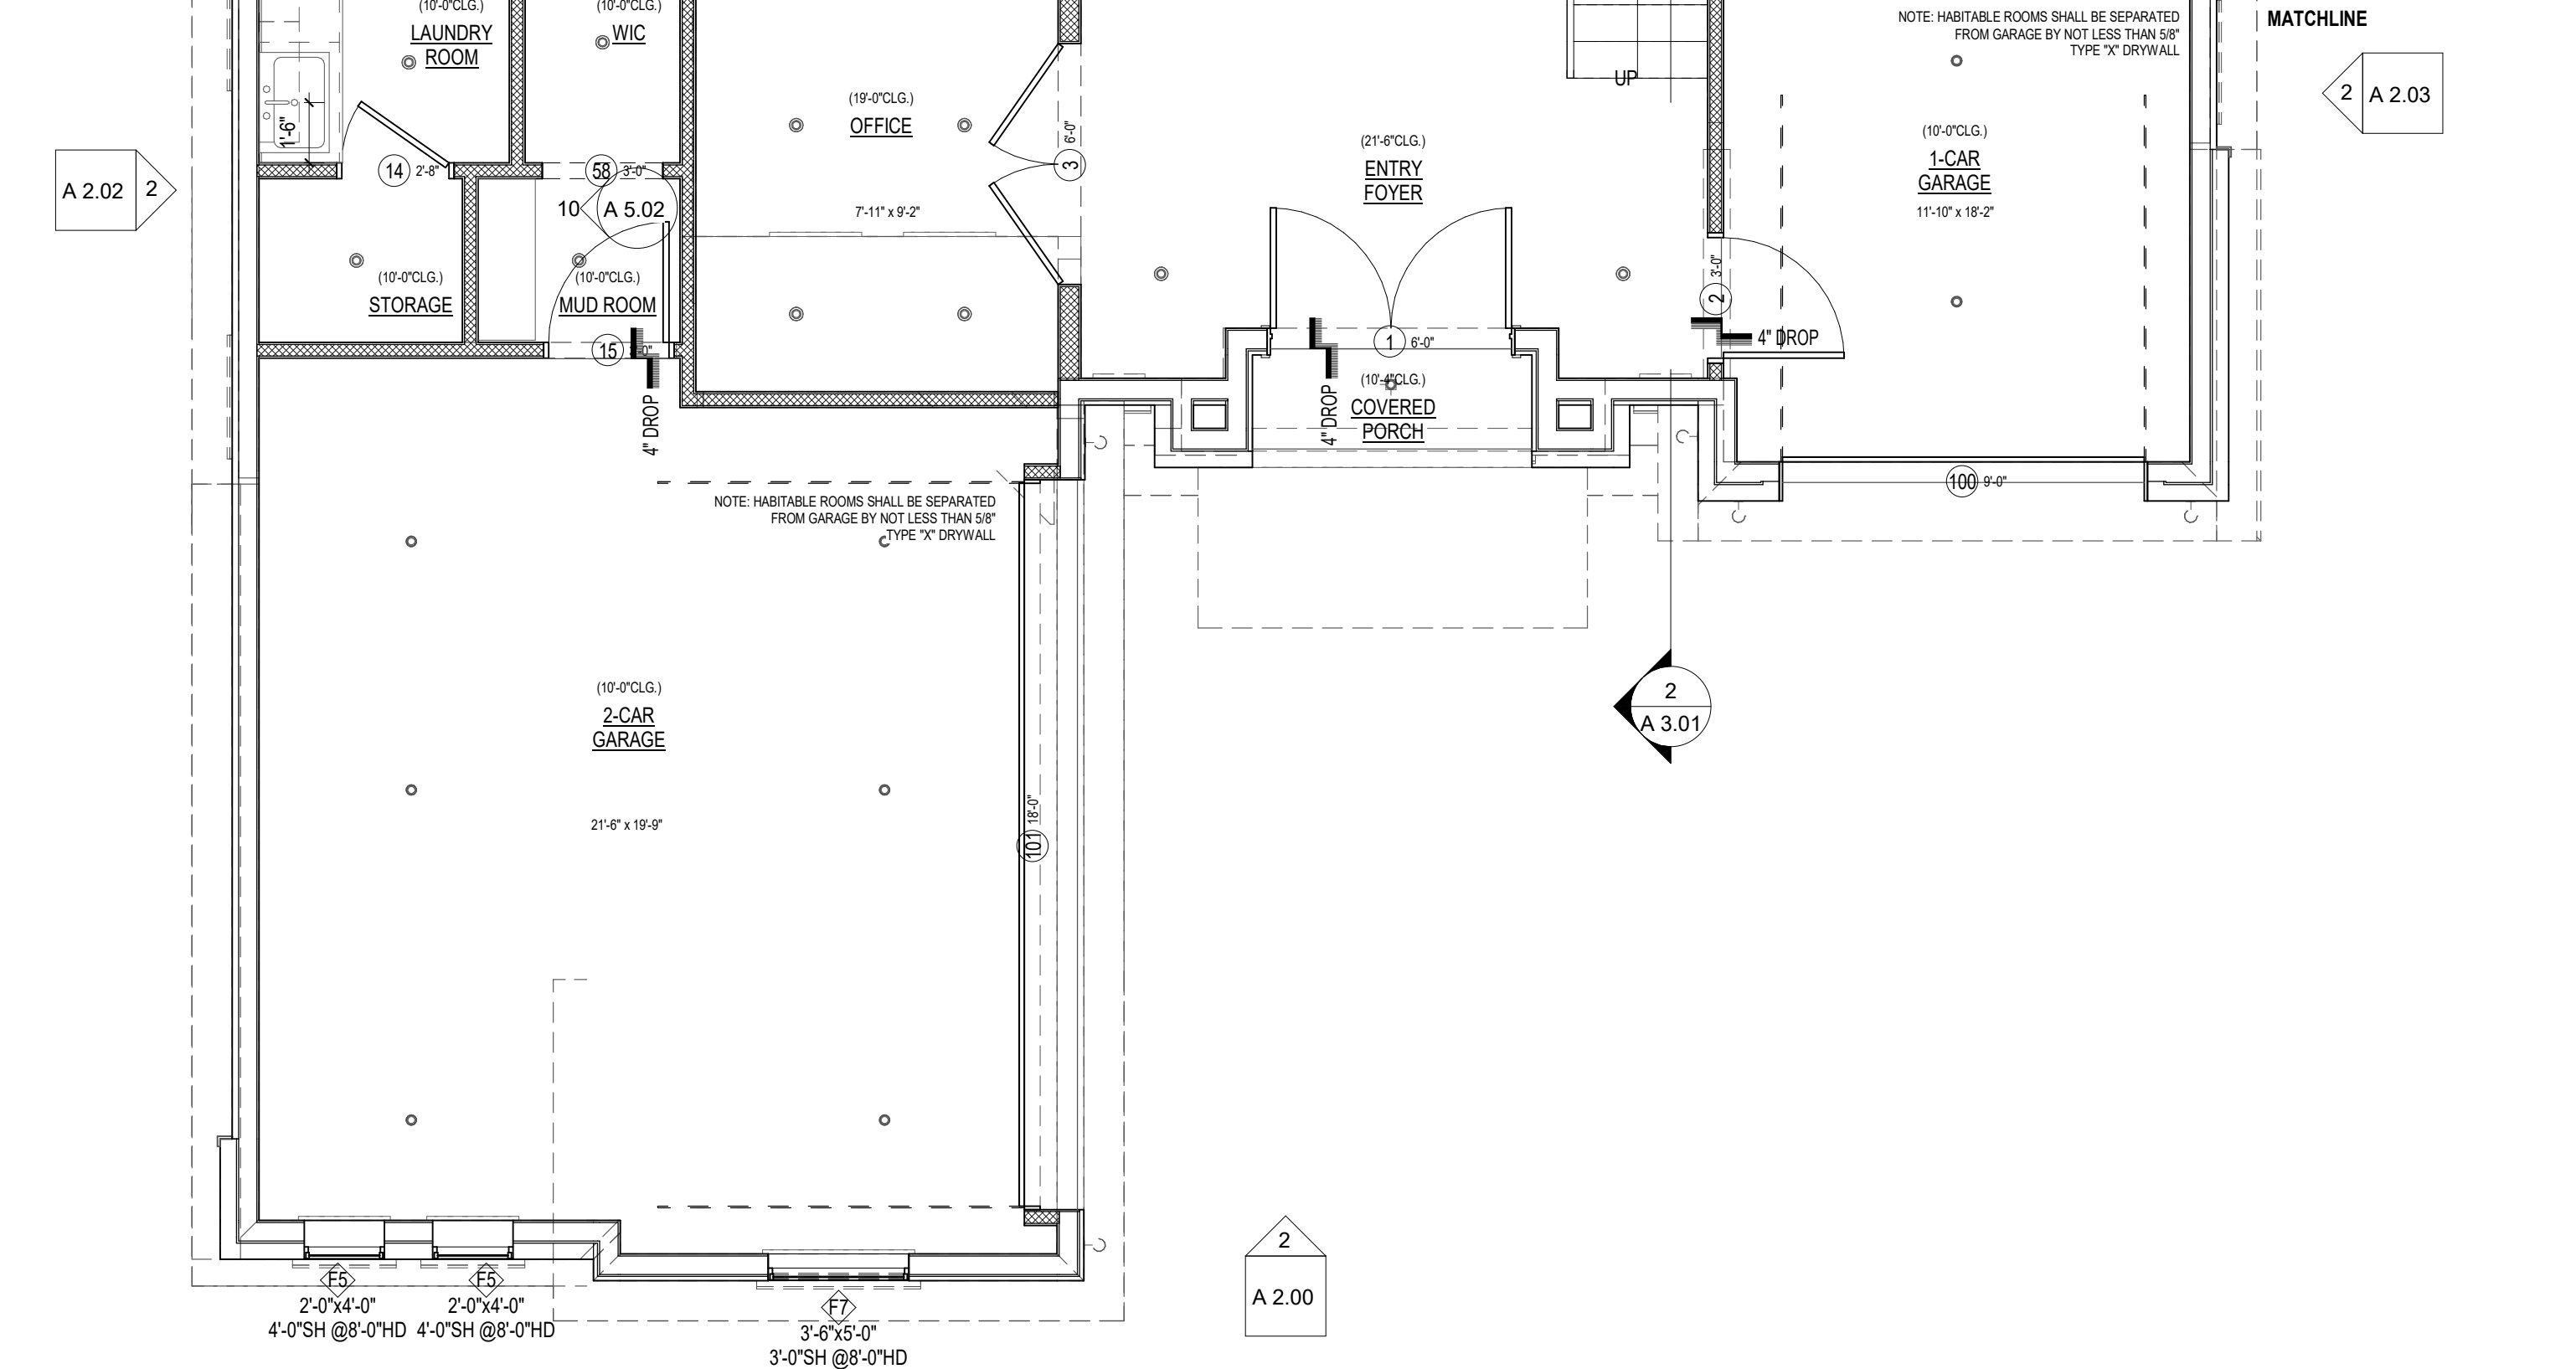 (10'-0"CLG.)
LAUNDRY
ROOM
(10'-0"CLG.)
WIC
NOTE: HABITABLE ROOMS SHALL BE SEPARATED
FROM GARAGE BY NOT LESS THAN 5/8"
TYPE "X" DRYWALL
MATCHLINE
UP
2
A 2.03
(19'-0"CLG.)
OFFICE
7'-11" x 9'-2"
3
6'-0"
(21'-6"CLG.)
ENTRY
FOYER
(10'-0"CLG.)
1-CAR
GARAGE
11'-10" x 18'-2"
1'-6"
A 2.02
2
14
2'-8"
58
3'-0"
10
A 5.02
(10'-0"CLG.)
STORAGE
(10'-0"CLG.)
MUD ROOM
15
4" DROP
1
6'-0"
4" DROP
(10'-4"CLG.)
COVERED
PORCH
2
3'-0"
4" DROP
100
9'-0"
NOTE: HABITABLE ROOMS SHALL BE SEPARATED
FROM GARAGE BY NOT LESS THAN 5/8"
TYPE "X" DRYWALL
(10'-0"CLG.)
2-CAR
GARAGE
21'-6" x 19'-9"
101
18'-0"
2
A 3.01
2
A 2.00
F5
2'-0"x4'-0"
4'-0"SH @8'-0"HD
F5
2'-0"x4'-0"
4'-0"SH @8'-0"HD
F7
3'-6"x5'-0"
3'-0"SH @8'-0"HD